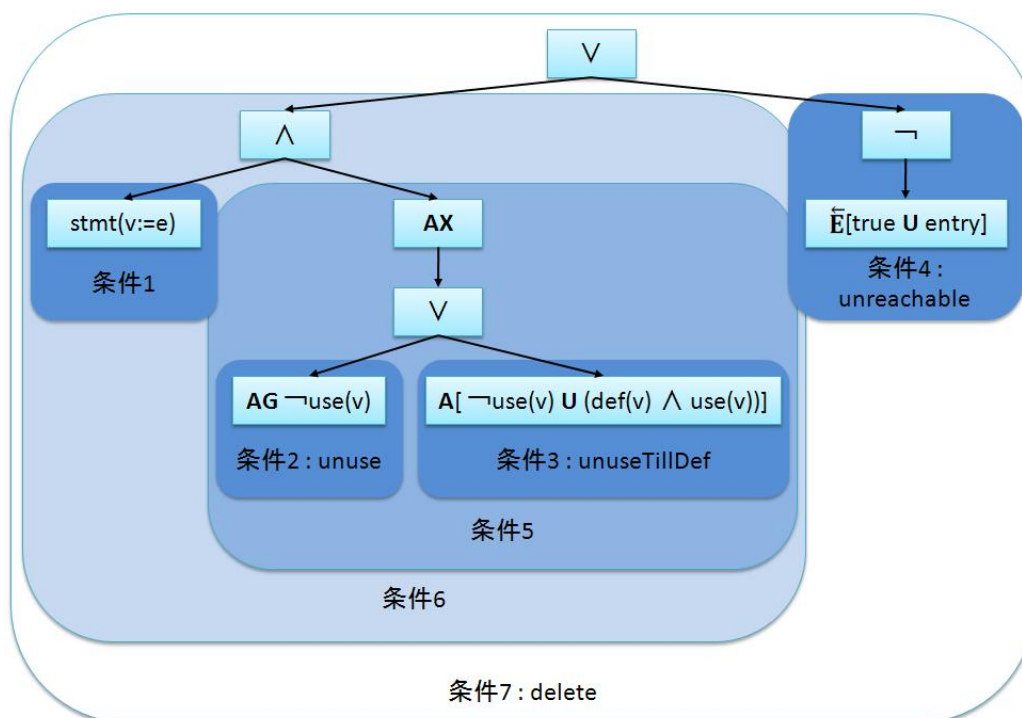 ∨
∧
¬
stmt(v:=e)
AX
E[true U entry]
条件1
条件4 :
unreachable
∨
AG ¬use(v)
A[ ¬use(v) U (def(v) ∧ use(v))]
条件2 : unuse
条件3 : unuseTillDef
条件5
条件6
条件7 : delete